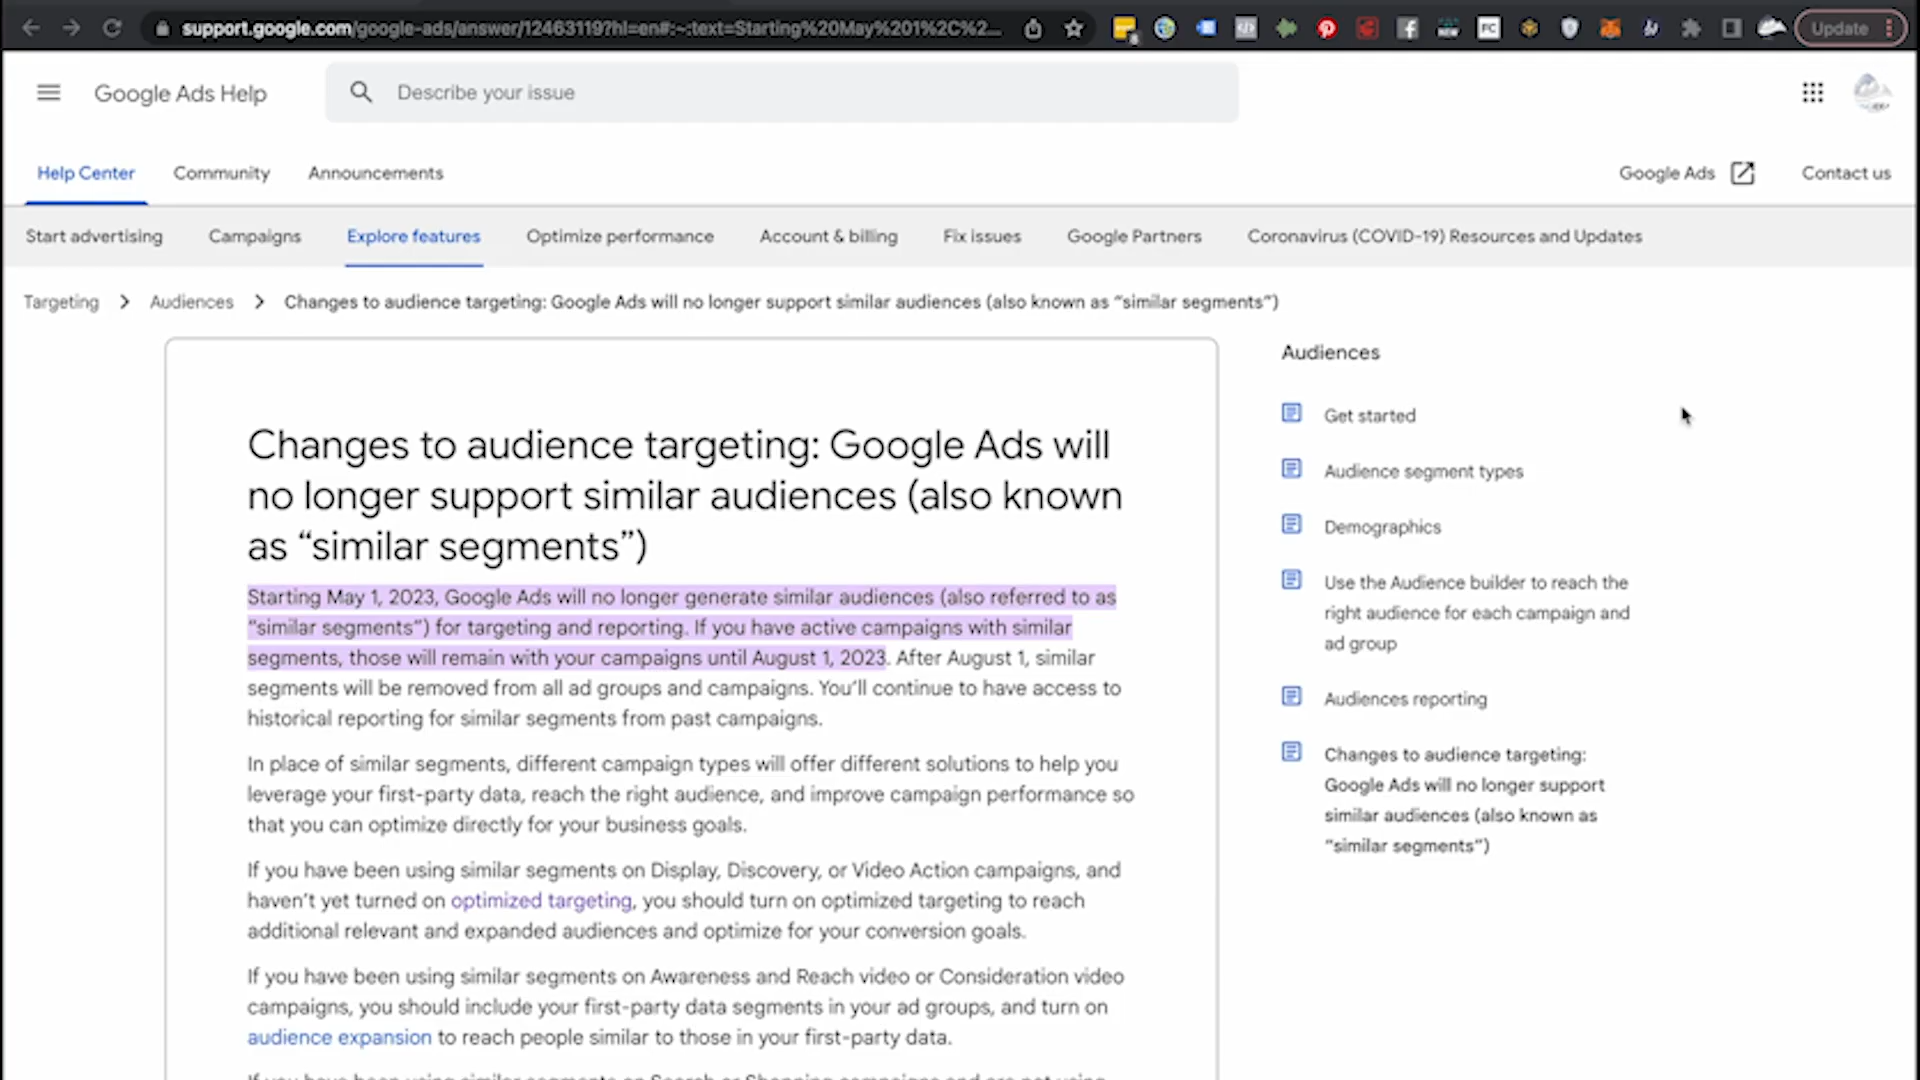 support.google.com/google-ads/answer/12463119?hl=en#:~:text=Starting%20May%201%2C%2...
Update
Google Ads Help
Describe your issue
Help Center
Community
Announcements
Google Ads
Contact us
Start advertising
Campaigns
Explore features
Optimize performance
Account & billing
Fix issues
Google Partners
Coronavirus (COVID-19) Resources and Updates
Targeting
Audiences
Changes to audience targeting: Google Ads will no longer support similar audiences (also known as “similar segments”)
Changes to audience targeting: Google Ads will
no longer support similar audiences (also known
as “similar segments”)
Starting May 1, 2023, Google Ads will no longer generate similar audiences (also referred to as
“similar segments”) for targeting and reporting. If you have active campaigns with similar
segments, those will remain with your campaigns until August 1, 2023. After August 1, similar
segments will be removed from all ad groups and campaigns. You’ll continue to have access to
historical reporting for similar segments from past campaigns.
In place of similar segments, different campaign types will offer different solutions to help you
leverage your first-party data, reach the right audience, and improve campaign performance so
that you can optimize directly for your business goals.
If you have been using similar segments on Display, Discovery, or Video Action campaigns, and
haven’t yet turned on optimized targeting, you should turn on optimized targeting to reach
additional relevant and expanded audiences and optimize for your conversion goals.
If you have been using similar segments on Awareness and Reach video or Consideration video
campaigns, you should include your first-party data segments in your ad groups, and turn on
audience expansion to reach people similar to those in your first-party data.
If you have been using similar segments on Search or Shopping campaigns and are not using
Audiences
Get started
Audience segment types
Demographics
Use the Audience builder to reach the
right audience for each campaign and
ad group
Audiences reporting
Changes to audience targeting:
Google Ads will no longer support
similar audiences (also known as
“similar segments”)